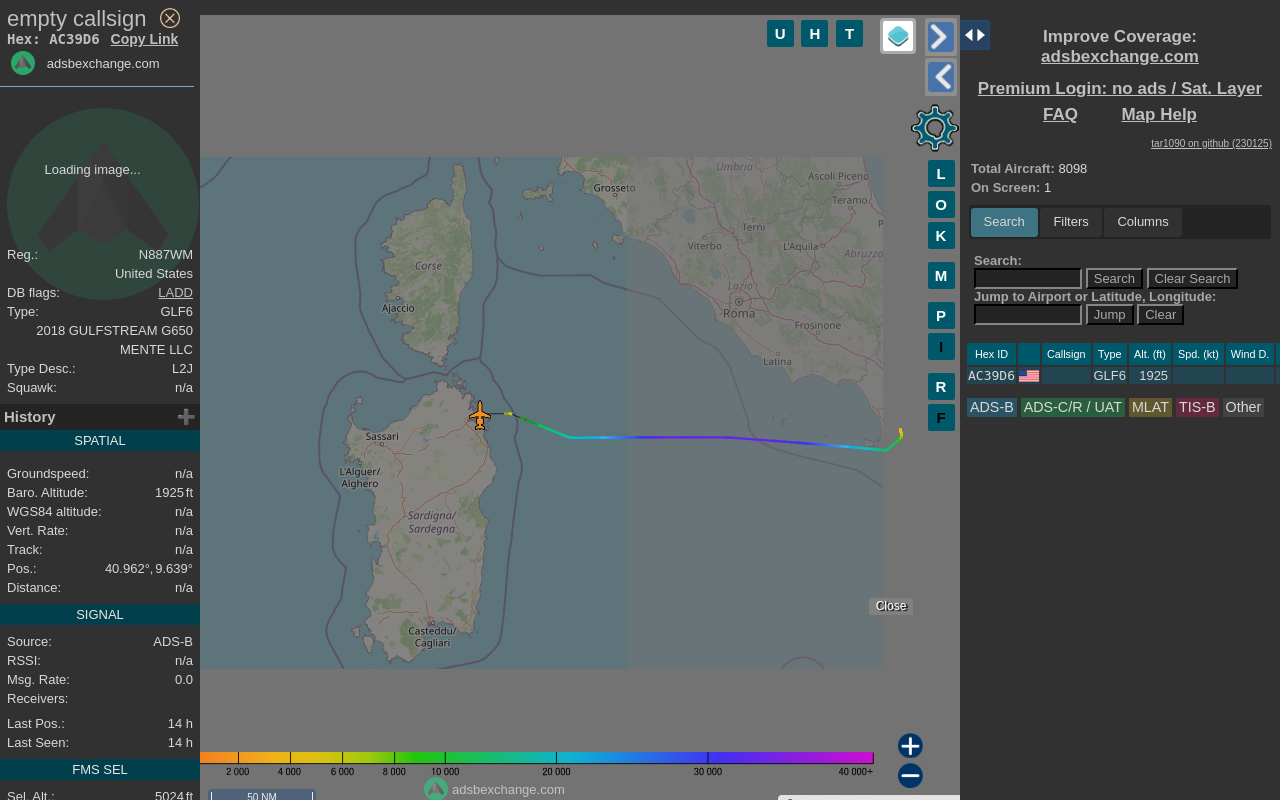 empty callsign
Hex: AC39D6 Copy Link
adsbexchange.com
Loading image...
Reg.: N887WM
United States
DB flags: LADD
Type: GLF6
2018 GULFSTREAM G650
MENTE LLC
Type Desc.: L2J
Squawk: n/a
History
SPATIAL
Groundspeed: n/a
Baro. Altitude: 1925 ft
WGS84 altitude: n/a
Vert. Rate: n/a
Track: n/a
Pos.: 40.962°, 9.639°
Distance: n/a
SIGNAL
Source: ADS-B
RSSI: n/a
Msg. Rate: 0.0
Receivers:
Last Pos.: 14 h
Last Seen: 14 h
FMS SEL
Sel. Alt.: 5024 ft
U H T
L
O
K
M
P
I
R
F
Umbria
Grosseto
Ascoli Piceno
Teramo
Terni
Viterbo
L'Aquila
P
Abruzzo
Corse
Lazio
Ajaccio
Roma
Frosinone
Latina
Sassari
L'Alguer/
Alghero
Sardigna/
Sardegna
Casteddu/
Cagliari
Close
2 000 4 000 6 000 8 000 10 000 20 000 30 000 40 000+
adsbexchange.com
50 NM
Improve Coverage:
adsbexchange.com
Premium Login: no ads / Sat. Layer
FAQ Map Help
tar1090 on github (230125)
Total Aircraft: 8098
On Screen: 1
Search Filters Columns
Search:
Search Clear Search
Jump to Airport or Latitude, Longitude:
Jump Clear
Hex ID Callsign Type Alt. (ft) Spd. (kt) Wind D.
AC39D6 GLF6 1925
ADS-B ADS-C/R / UAT MLAT TIS-B Other